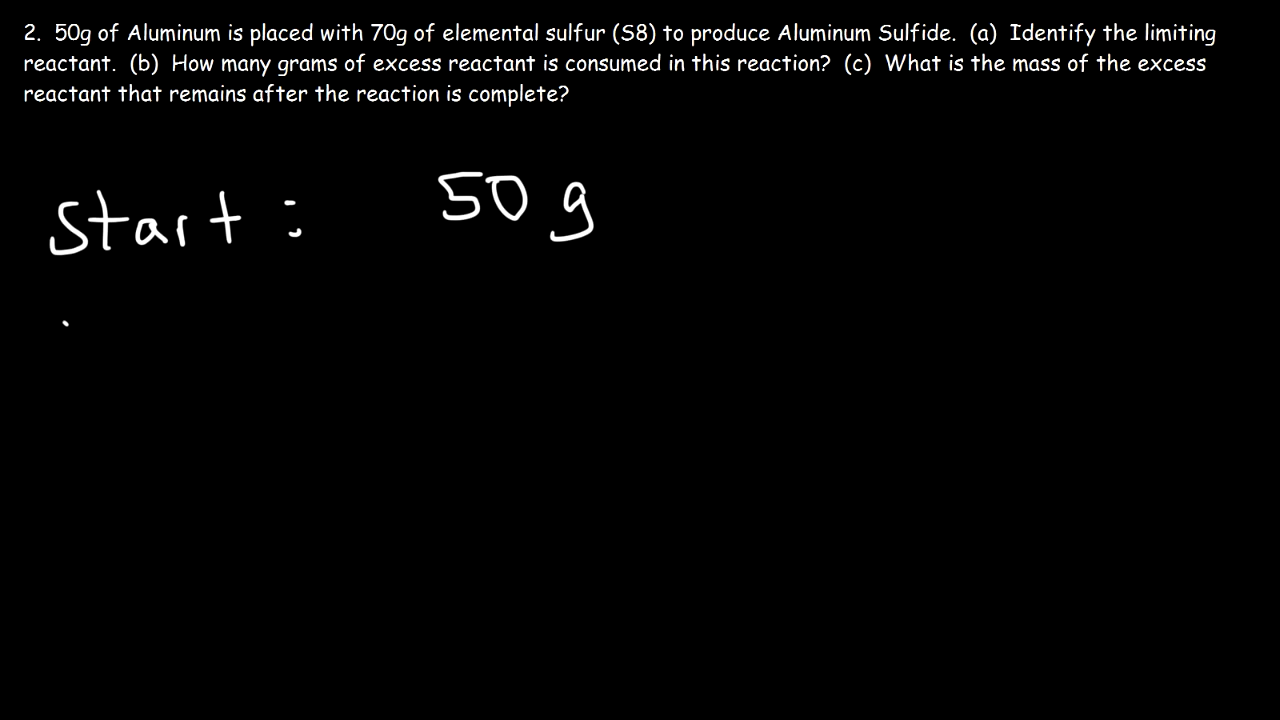 2. 50g of Aluminum is placed with 70g of elemental sulfur (S8) to produce Aluminum Sulfide. (a) Identify the limiting
reactant. (b) How many grams of excess reactant is consumed in this reaction? (c) What is the mass of the excess
reactant that remains after the reaction is complete?
Start : 50 g